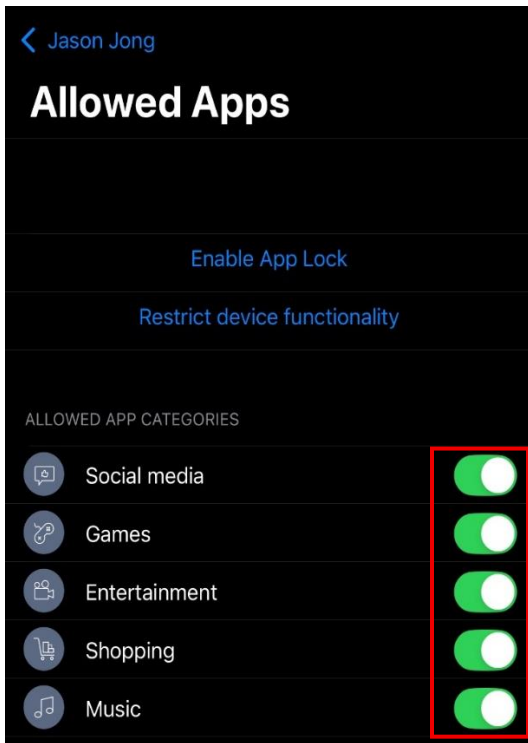 Jason Jong
Allowed Apps
Enable App Lock
Restrict device functionality
ALLOWED APP CATEGORIES
Social media
Games
Entertainment
Shopping
Music